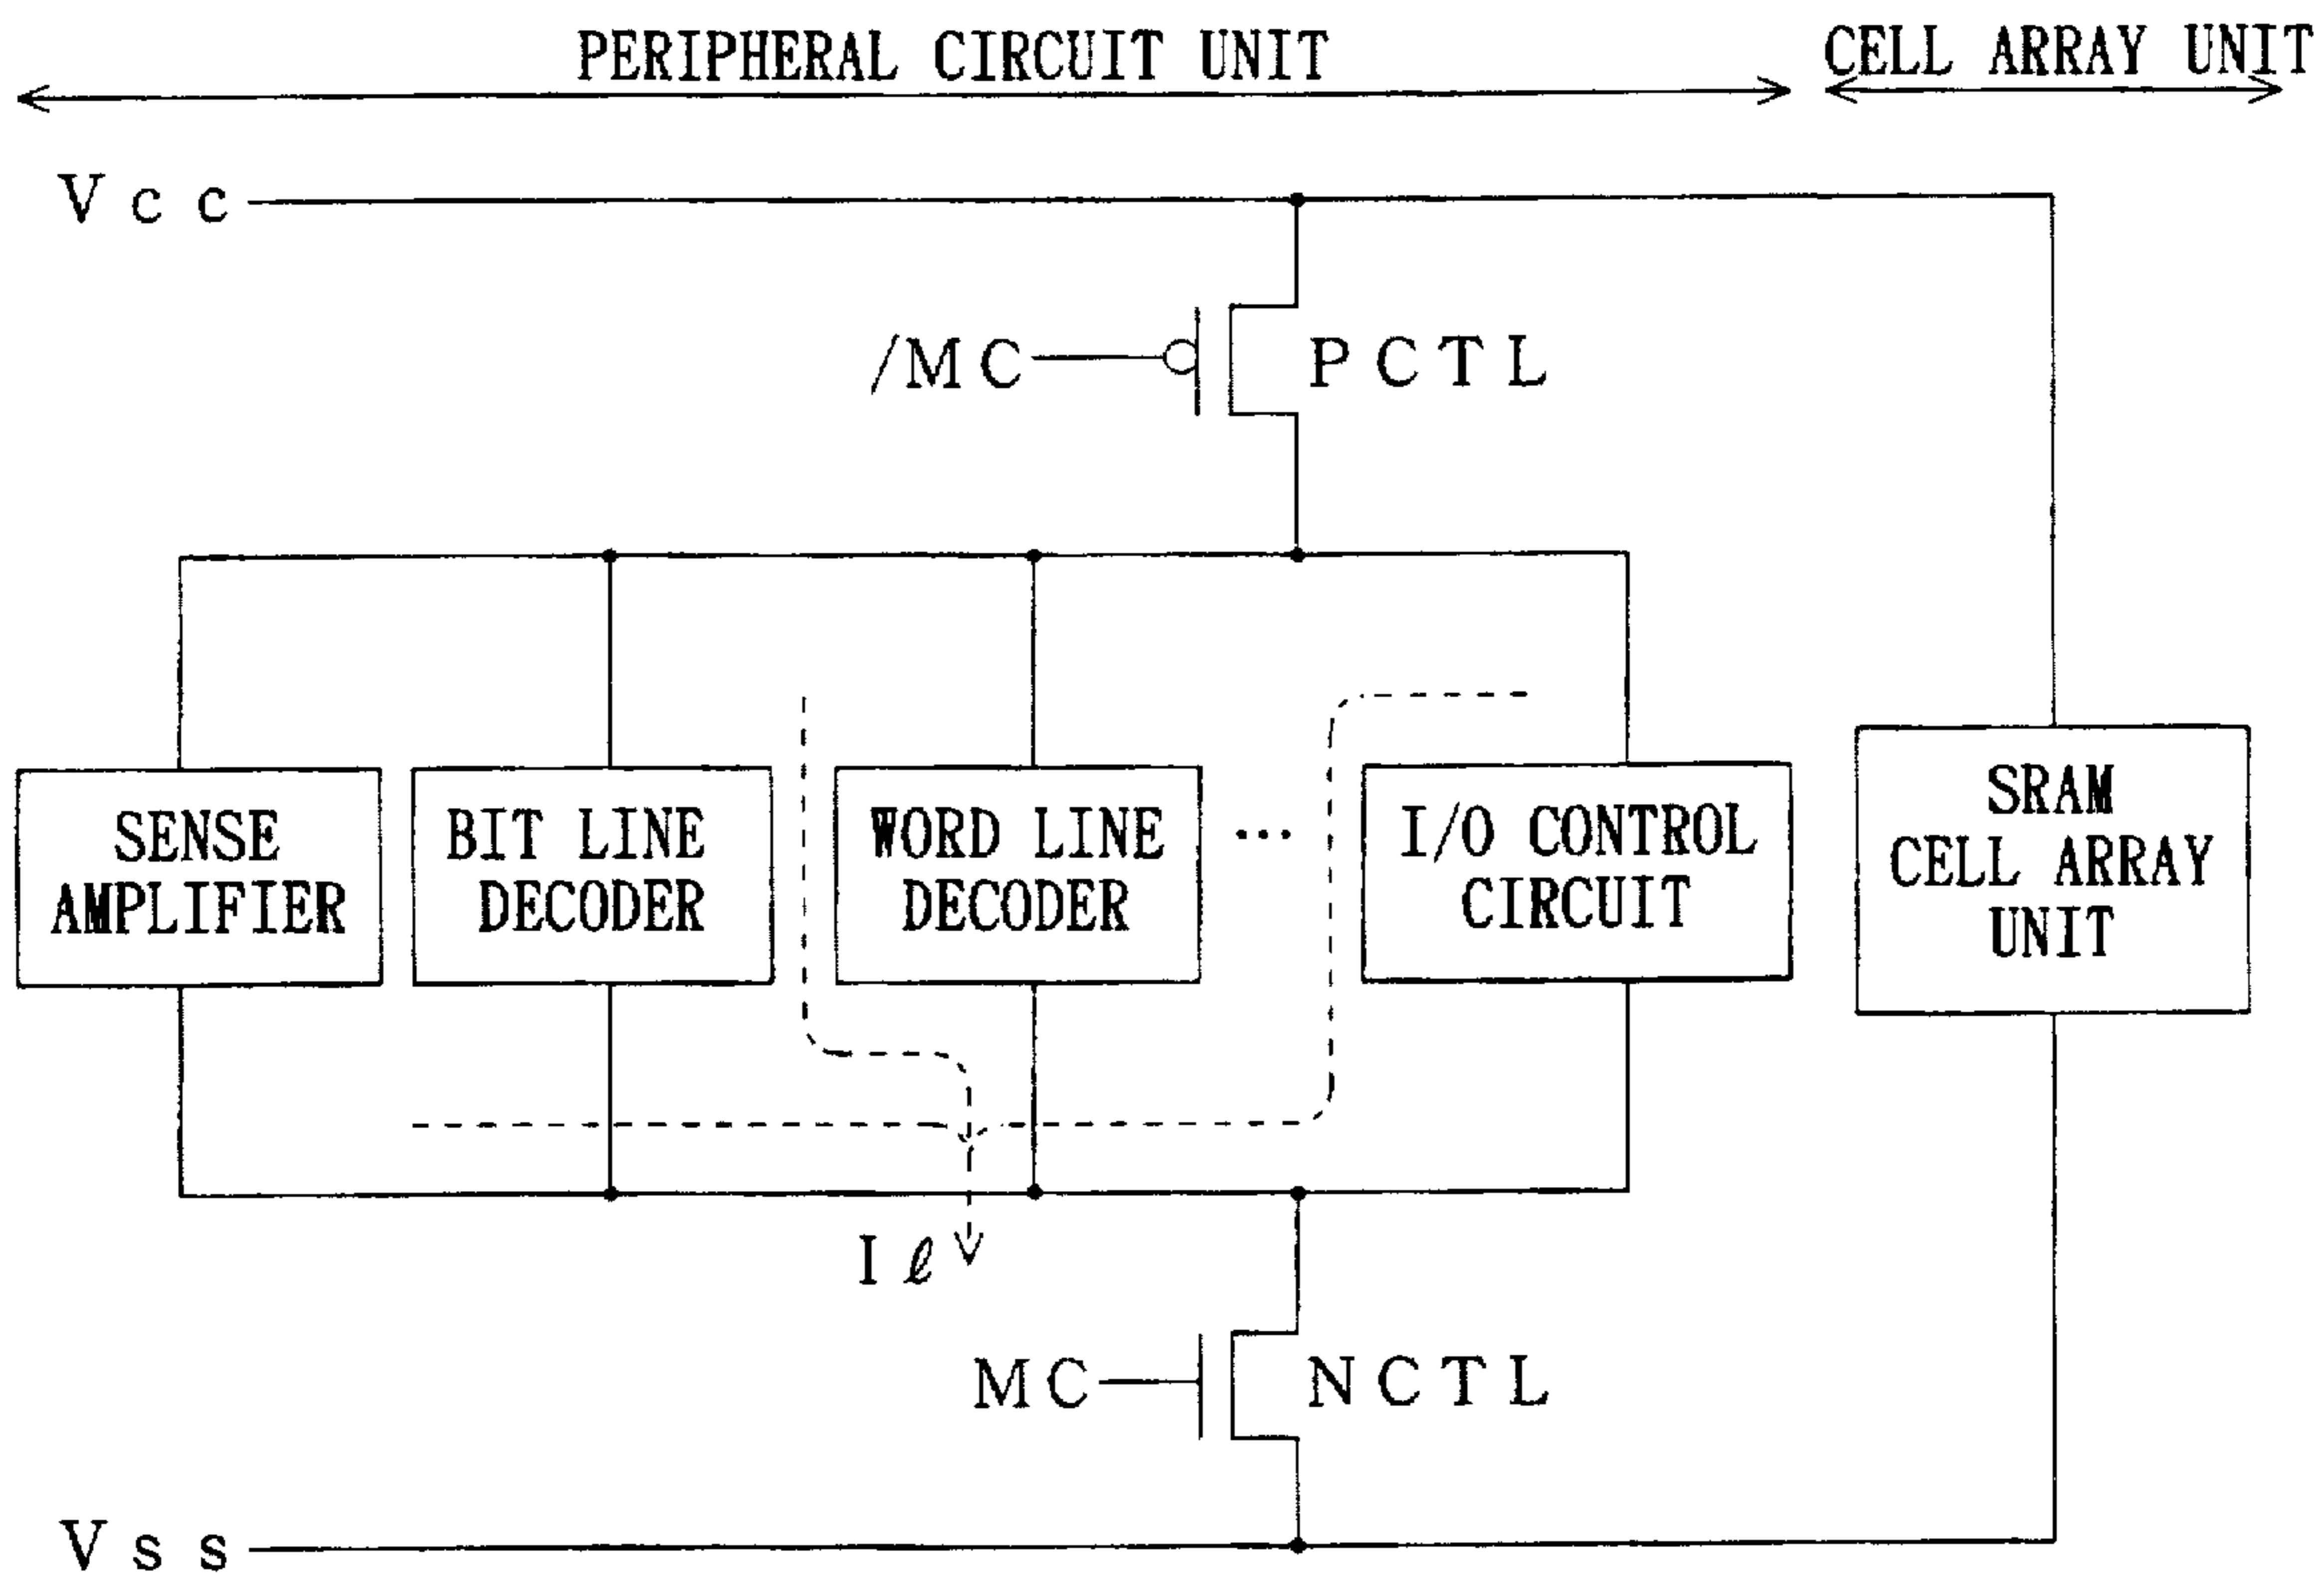 PERIPHERAL CIRCUIT UNIT
CELL ARRAY UNIT
Vcc
/MC
PCTL
SENSE
AMPLIFIER
BIT LINE
DECODER
WORD LINE
DECODER
...
I/O CONTROL
CIRCUIT
SRAM
CELL ARRAY
UNIT
Iℓ
MC
NCTL
Vss